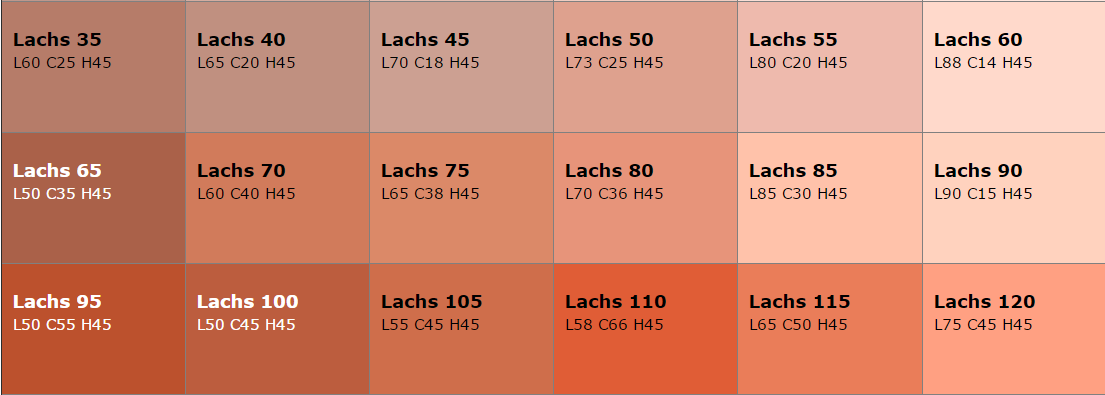 Lachs 35
L60 C25 H45
Lachs 40
L65 C20 H45
Lachs 45
L70 C18 H45
Lachs 50
L73 C25 H45
Lachs 55
L80 C20 H45
Lachs 60
L88 C14 H45
Lachs 65
L50 C35 H45
Lachs 70
L60 C40 H45
Lachs 75
L65 C38 H45
Lachs 80
L70 C36 H45
Lachs 85
L85 C30 H45
Lachs 90
L90 C15 H45
Lachs 95
L50 C55 H45
Lachs 100
L50 C45 H45
Lachs 105
L55 C45 H45
Lachs 110
L58 C66 H45
Lachs 115
L65 C50 H45
Lachs 120
L75 C45 H45